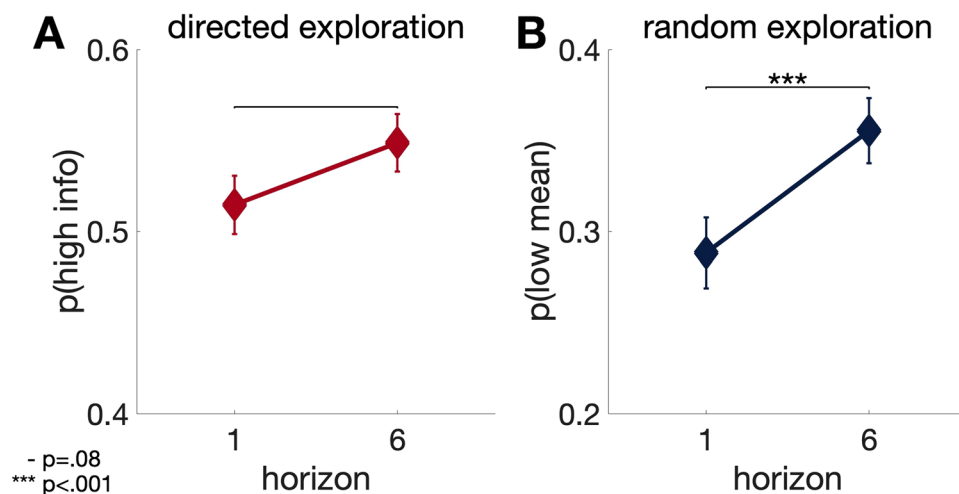 A directed exploration
0.6
0.5
0.4
p(high info)
1 6
horizon
B random exploration
0.4
0.3
0.2
p(low mean)
***
1 6
horizon
- p=.08
*** p<.001